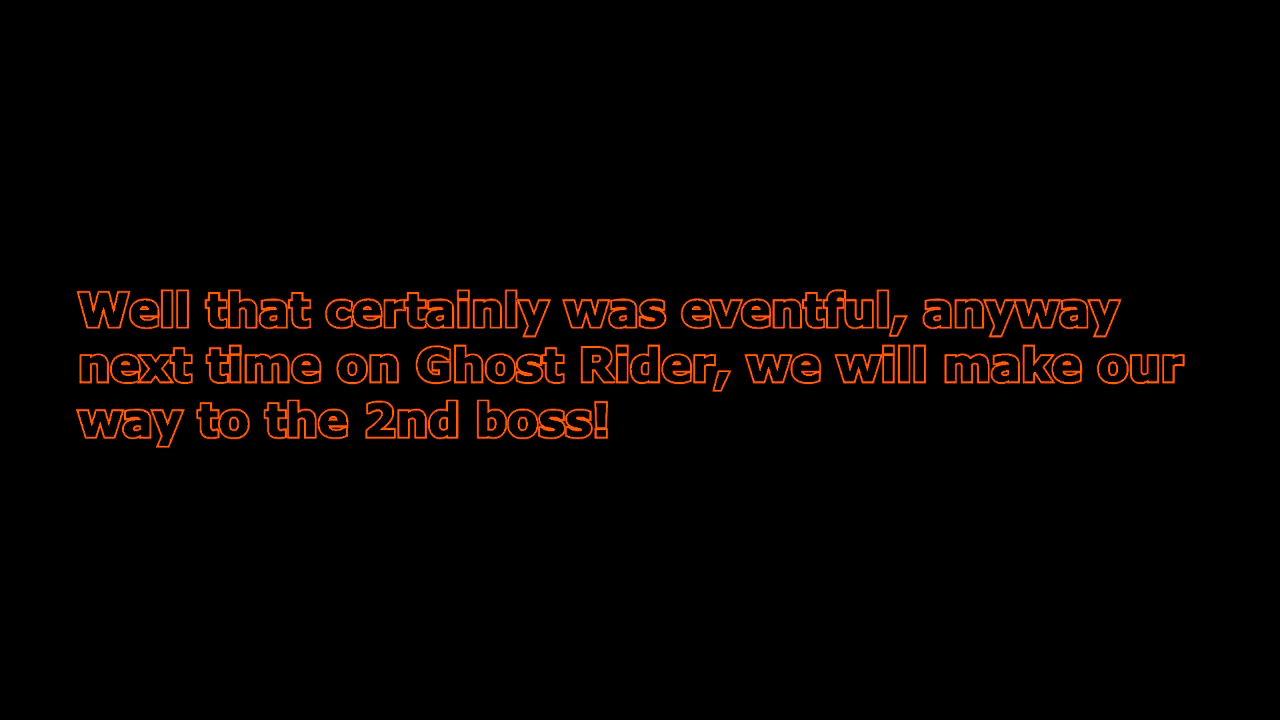 Well that certainly was eventful, anyway
next time on Ghost Rider, we will make our
way to the 2nd boss!